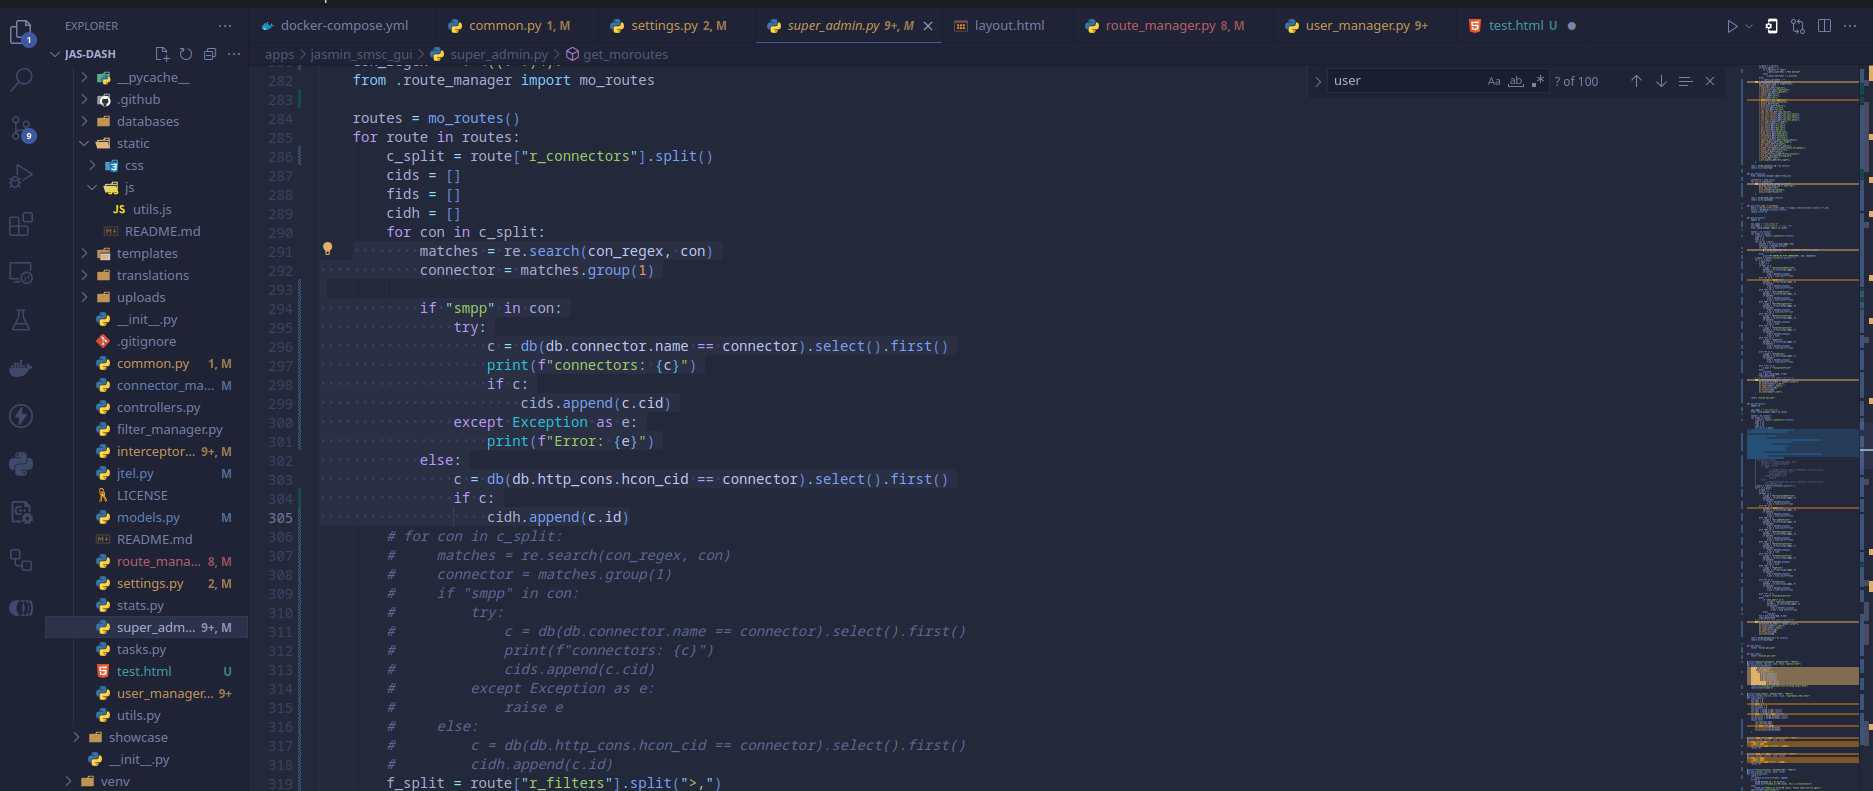 EXPLORER
JAS-DASH
__pycache__
.github
databases
static
css
js
utils.js
README.md
templates
translations
uploads
__init__.py
.gitignore
common.py 1, M
connector_ma... M
controllers.py
filter_manager.py
interceptor... 9+, M
jtel.py M
LICENSE
models.py M
README.md
route_mana... 8, M
settings.py 2, M
stats.py
super_adm... 9+, M
tasks.py
test.html U
user_manager... 9+
utils.py
showcase
__init__.py
venv
1
9
docker-compose.yml
common.py 1, M
settings.py 2, M
super_admin.py 9+, M
layout.html
route_manager.py 8, M
user_manager.py 9+
test.html U
apps > jasmin_smsc_gui > super_admin.py > get_moroutes
user
Aa ab
? of 100
282 from .route_manager import mo_routes
283
284 routes = mo_routes()
285 for route in routes:
286 c_split = route["r_connectors"].split()
287 cids = []
288 fids = []
289 cidh = []
290 for con in c_split:
291 matches = re.search(con_regex, con)
292 connector = matches.group(1)
293
294 if "smpp" in con:
295 try:
296 c = db(db.connector.name == connector).select().first()
297 print(f"connectors: {c}")
298 if c:
299 cids.append(c.cid)
300 except Exception as e:
301 print(f"Error: {e}")
302 else:
303 c = db(db.http_cons.hcon_cid == connector).select().first()
304 if c:
305 cidh.append(c.id)
306 # for con in c_split:
307 # matches = re.search(con_regex, con)
308 # connector = matches.group(1)
309 # if "smpp" in con:
310 # try:
311 # c = db(db.connector.name == connector).select().first()
312 # print(f"connectors: {c}")
313 # cids.append(c.cid)
314 # except Exception as e:
315 # raise e
316 # else:
317 # c = db(db.http_cons.hcon_cid == connector).select().first()
318 # cidh.append(c.id)
319 f_split = route["r_filters"].split(">,")